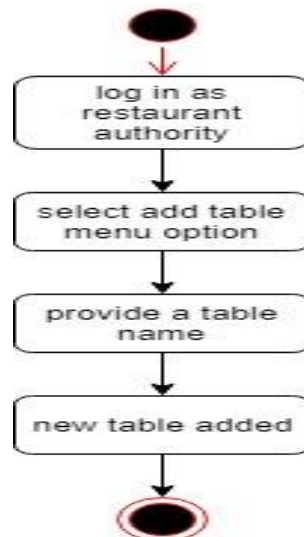 log in as
restaurant
authority
select add table
menu option
provide a table
name
new table added